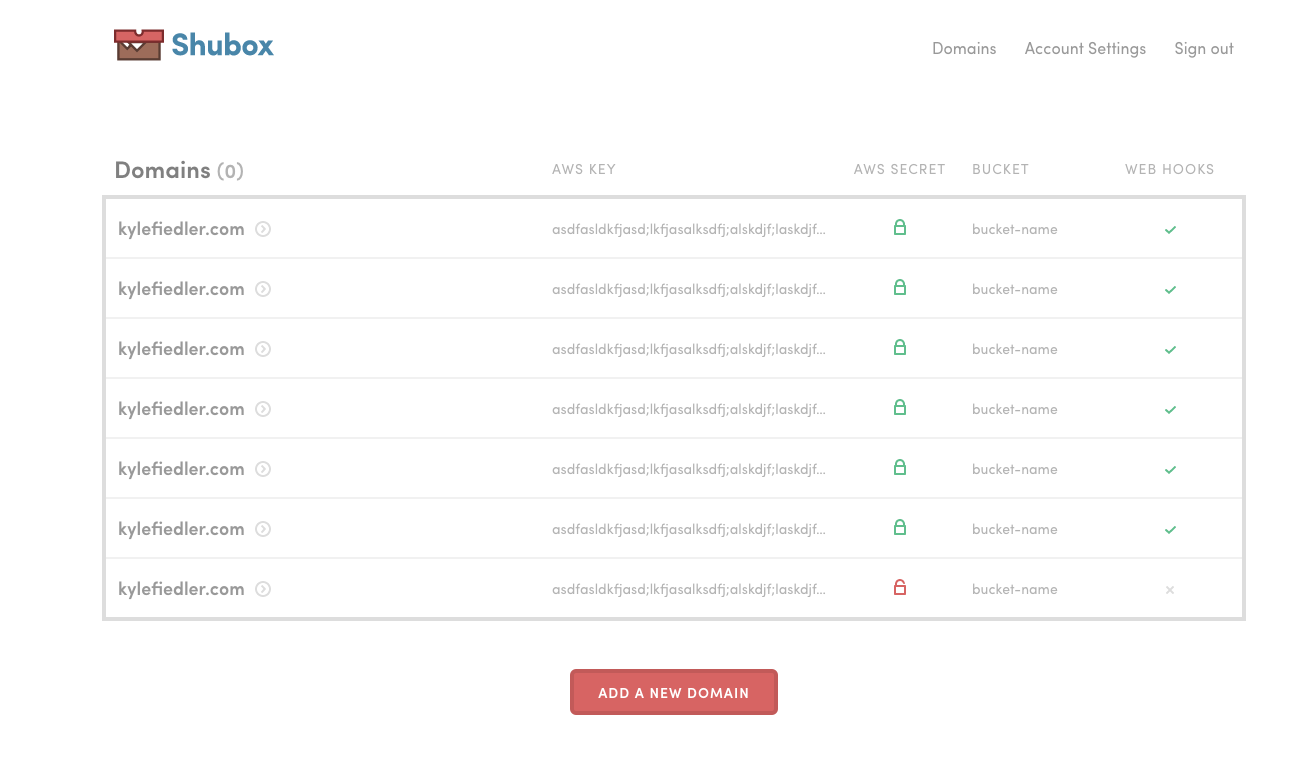 Shubox
Domains Account Settings Sign out
Domains (0) AWS KEY AWS SECRET BUCKET WEB HOOKS
kylefiedler.com asdfasldkfjasd;lkfjasalksdfj;alskdjf;laskdjf... bucket-name
kylefiedler.com asdfasldkfjasd;lkfjasalksdfj;alskdjf;laskdjf... bucket-name
kylefiedler.com asdfasldkfjasd;lkfjasalksdfj;alskdjf;laskdjf... bucket-name
kylefiedler.com asdfasldkfjasd;lkfjasalksdfj;alskdjf;laskdjf... bucket-name
kylefiedler.com asdfasldkfjasd;lkfjasalksdfj;alskdjf;laskdjf... bucket-name
kylefiedler.com asdfasldkfjasd;lkfjasalksdfj;alskdjf;laskdjf... bucket-name
kylefiedler.com asdfasldkfjasd;lkfjasalksdfj;alskdjf;laskdjf... bucket-name
ADD A NEW DOMAIN